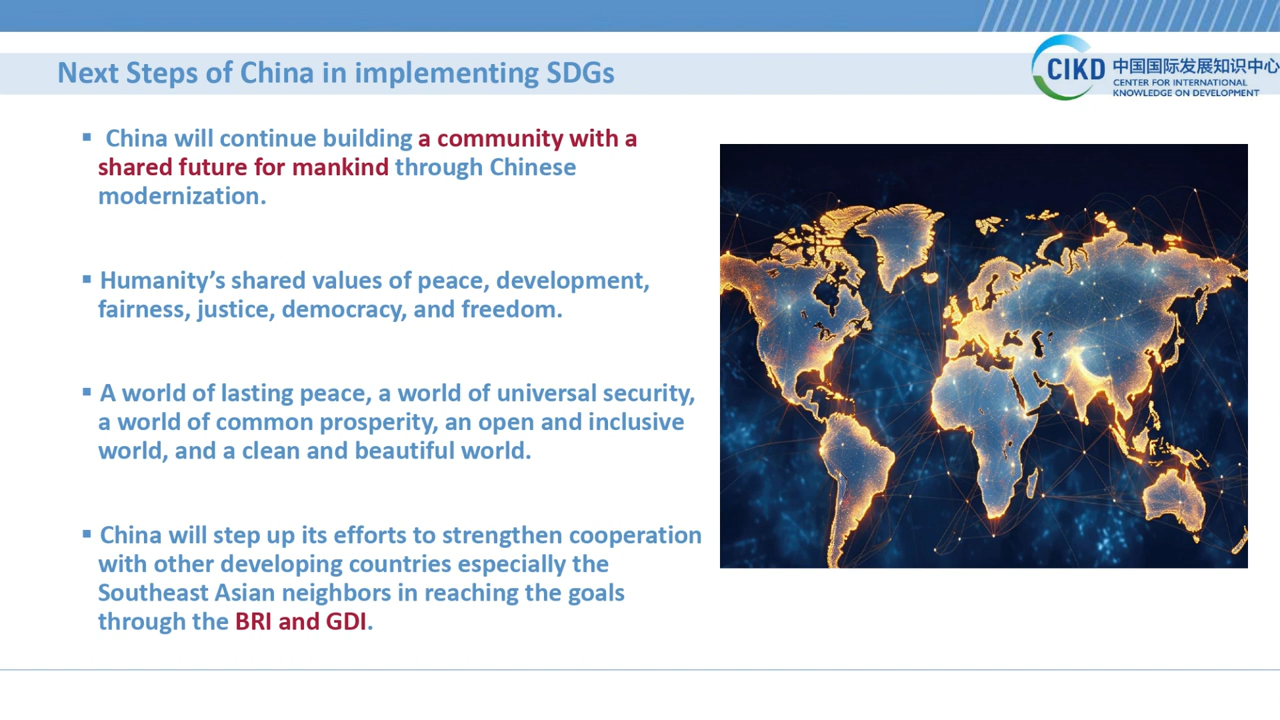 Next Steps of China in implementing SDGs
CIKD
中国国际发展知识中心
CENTER FOR INTERNATIONAL
KNOWLEDGE ON DEVELOPMENT
▪ China will continue building a community with a
shared future for mankind through Chinese
modernization.
▪ Humanity’s shared values of peace, development,
fairness, justice, democracy, and freedom.
▪ A world of lasting peace, a world of universal security,
a world of common prosperity, an open and inclusive
world, and a clean and beautiful world.
▪ China will step up its efforts to strengthen cooperation
with other developing countries especially the
Southeast Asian neighbors in reaching the goals
through the BRI and GDI.